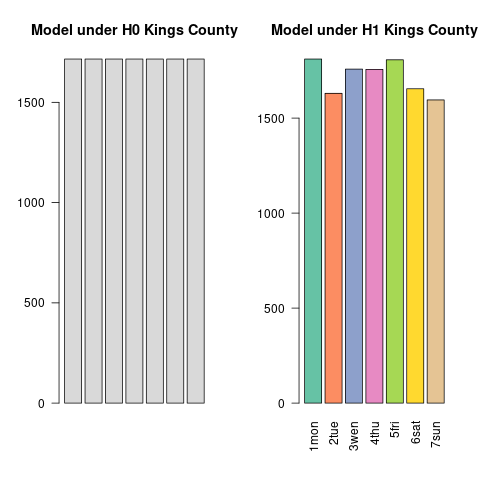 Model under H0 Kings County
1500
1000
500
0
Model under H1 Kings County
1500
1000
500
0
1mon
2tue
3wen
4thu
5fri
6sat
7sun